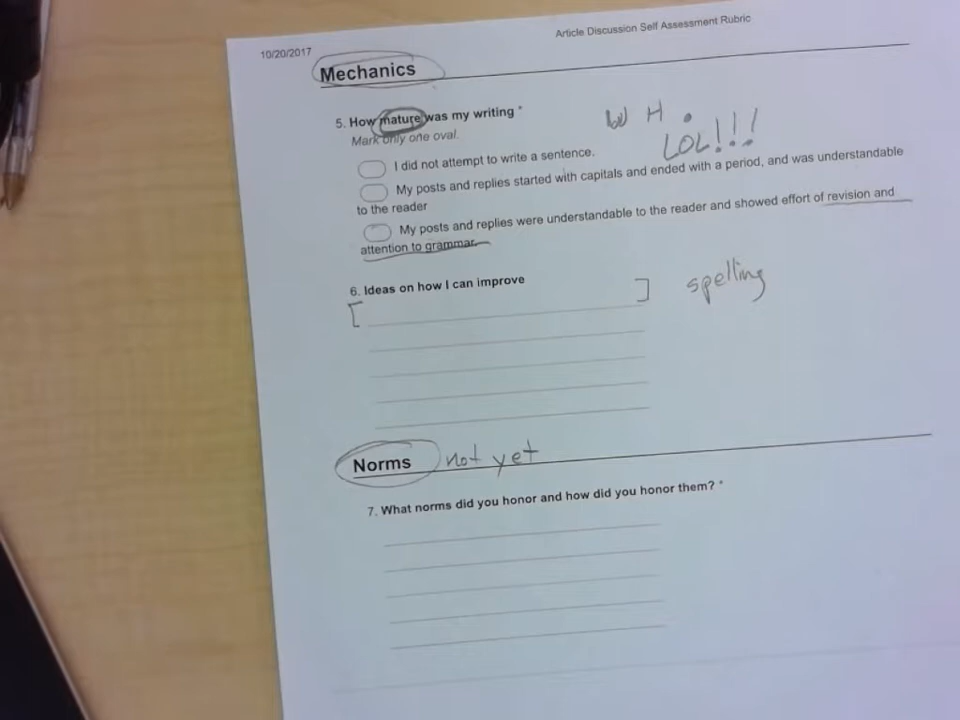 10/20/2017
Article Discussion Self Assessment Rubric
Mechanics
5. How mature was my writing *
Mark only one oval.
W H .
LOL!!!
I did not attempt to write a sentence.
My posts and replies started with capitals and ended with a period, and was understandable
to the reader
My posts and replies were understandable to the reader and showed effort of revision and
attention to grammar.
6. Ideas on how I can improve
[ ] spelling
Norms not yet
7. What norms did you honor and how did you honor them? *